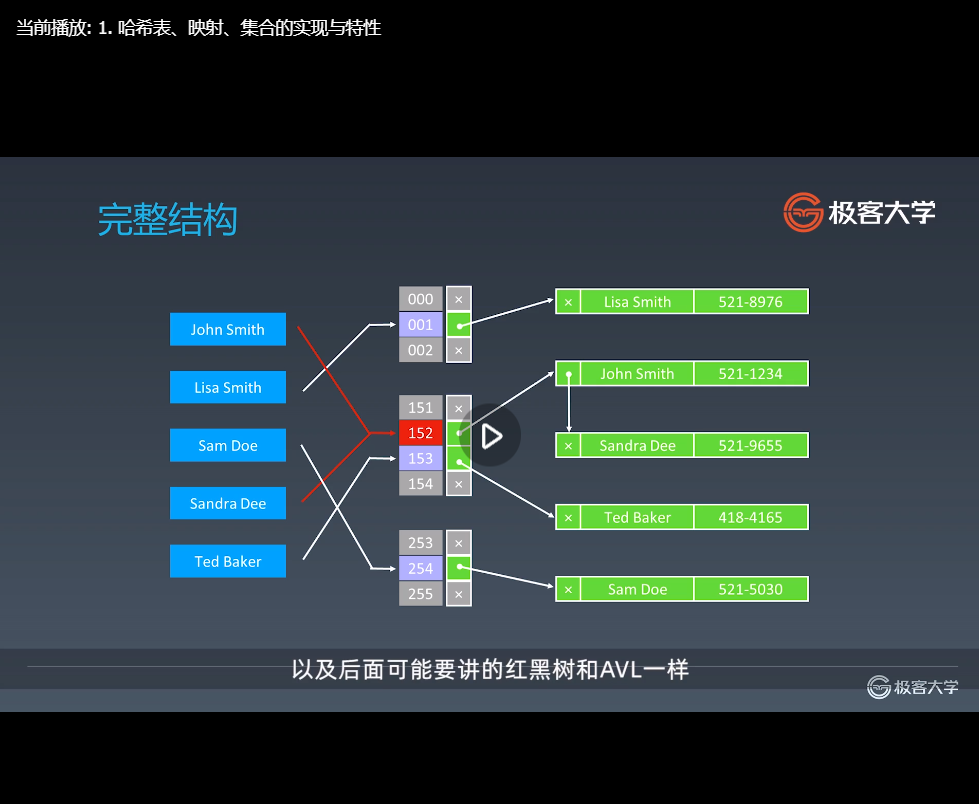 当前播放: 1. 哈希表、映射、集合的实现与特性
完整结构
极客大学
John Smith
Lisa Smith
Sam Doe
Sandra Dee
Ted Baker
000 ×
001
002 ×
151 ×
152
153
154 ×
253 ×
254
255 ×
× Lisa Smith 521-8976
John Smith 521-1234
× Sandra Dee 521-9655
× Ted Baker 418-4165
× Sam Doe 521-5030
以及后面可能要讲的红黑树和AVL一样
极客大学